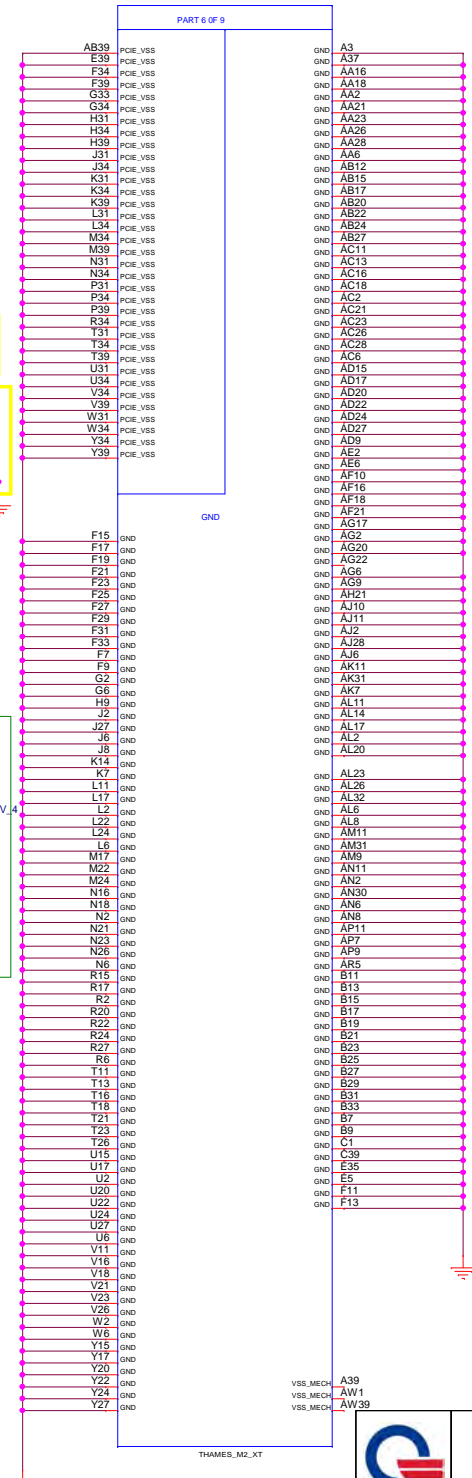 PART 6 0F 9
AB39 PCIE_VSS
E39 PCIE_VSS
F34 PCIE_VSS
F39 PCIE_VSS
G33 PCIE_VSS
G34 PCIE_VSS
H31 PCIE_VSS
H34 PCIE_VSS
H39 PCIE_VSS
J31 PCIE_VSS
J34 PCIE_VSS
K31 PCIE_VSS
K34 PCIE_VSS
K39 PCIE_VSS
L31 PCIE_VSS
L34 PCIE_VSS
M34 PCIE_VSS
M39 PCIE_VSS
N31 PCIE_VSS
N34 PCIE_VSS
P31 PCIE_VSS
P34 PCIE_VSS
P39 PCIE_VSS
R34 PCIE_VSS
T31 PCIE_VSS
T34 PCIE_VSS
T39 PCIE_VSS
U31 PCIE_VSS
U34 PCIE_VSS
V34 PCIE_VSS
V39 PCIE_VSS
W31 PCIE_VSS
W34 PCIE_VSS
Y34 PCIE_VSS
Y39 PCIE_VSS
GND
F15 GND
F17 GND
F19 GND
F21 GND
F23 GND
F25 GND
F27 GND
F29 GND
F31 GND
F33 GND
F7 GND
F9 GND
G2 GND
G6 GND
H9 GND
J2 GND
J27 GND
J6 GND
J8 GND
K14 GND
K7 GND
L11 GND
L17 GND
L2 GND
V_4
L22 GND
L24 GND
L6 GND
M17 GND
M22 GND
M24 GND
N16 GND
N18 GND
N2 GND
N21 GND
N23 GND
N26 GND
N6 GND
R15 GND
R17 GND
R2 GND
R20 GND
R22 GND
R24 GND
R27 GND
R6 GND
T11 GND
T13 GND
T16 GND
T18 GND
T21 GND
T23 GND
T26 GND
U15 GND
U17 GND
U2 GND
U20 GND
U22 GND
U24 GND
U27 GND
U6 GND
V11 GND
V16 GND
V18 GND
V21 GND
V23 GND
V26 GND
W2 GND
W6 GND
Y15 GND
Y17 GND
Y20 GND
Y22 GND
Y24 GND
Y27 GND
GND A3
GND A37
GND AA16
GND AA18
GND AA2
GND AA21
GND AA23
GND AA26
GND AA28
GND AA6
GND AB12
GND AB15
GND AB17
GND AB20
GND AB22
GND AB24
GND AB27
GND AC11
GND AC13
GND AC16
GND AC18
GND AC2
GND AC21
GND AC23
GND AC26
GND AC28
GND AC6
GND AD15
GND AD17
GND AD20
GND AD22
GND AD24
GND AD27
GND AD9
GND AE2
GND AE6
GND AF10
GND AF16
GND AF18
GND AF21
GND AG17
GND AG2
GND AG20
GND AG22
GND AG6
GND AG9
GND AH21
GND AJ10
GND AJ11
GND AJ2
GND AJ28
GND AJ6
GND AK11
GND AK31
GND AK7
GND AL11
GND AL14
GND AL17
GND AL2
GND AL20
GND AL23
GND AL26
GND AL32
GND AL6
GND AL8
GND AM11
GND AM31
GND AM9
GND AN11
GND AN2
GND AN30
GND AN6
GND AN8
GND AP11
GND AP7
GND AP9
GND AR5
GND B11
GND B13
GND B15
GND B17
GND B19
GND B21
GND B23
GND B25
GND B27
GND B29
GND B31
GND B33
GND B7
GND B9
GND C1
GND C39
GND E35
GND E5
GND F11
GND F13
VSS_MECH A39
VSS_MECH AW1
VSS_MECH AW39
THAMES_M2_XT